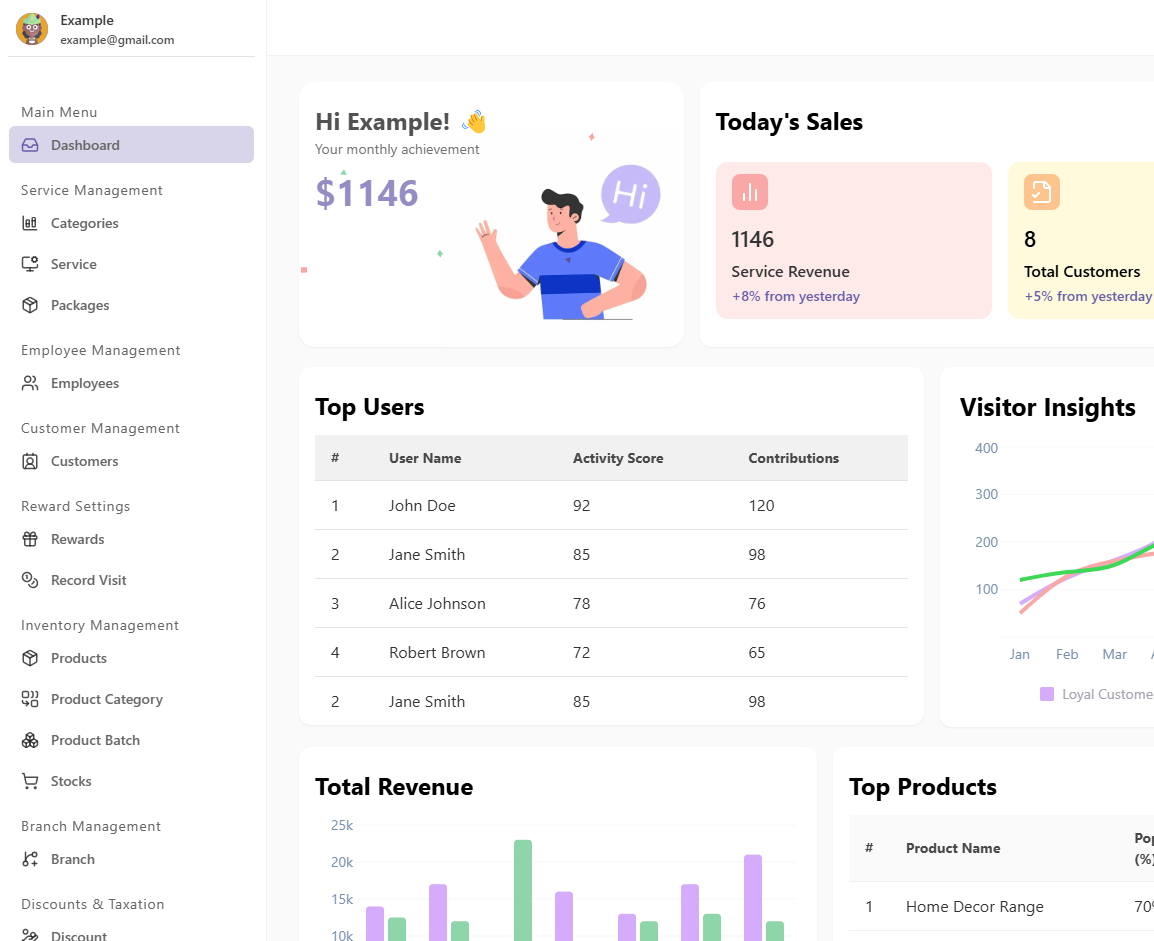 Example
example@gmail.com
Main Menu
Dashboard
Service Management
Categories
Service
Packages
Employee Management
Employees
Customer Management
Customers
Reward Settings
Rewards
Record Visit
Inventory Management
Products
Product Category
Product Batch
Stocks
Branch Management
Branch
Discounts & Taxation
Discount
Hi Example! 👋
Your monthly achievement
$1146
Hi
Today's Sales
1146
Service Revenue
+8% from yesterday
8
Total Customers
+5% from yesterday
Top Users
# User Name Activity Score Contributions
1 John Doe 92 120
2 Jane Smith 85 98
3 Alice Johnson 78 76
4 Robert Brown 72 65
2 Jane Smith 85 98
Visitor Insights
400
300
200
100
Jan Feb Mar
Loyal Custome
Total Revenue
25k
20k
15k
10k
Top Products
# Product Name Pop
(%)
1 Home Decor Range 70%